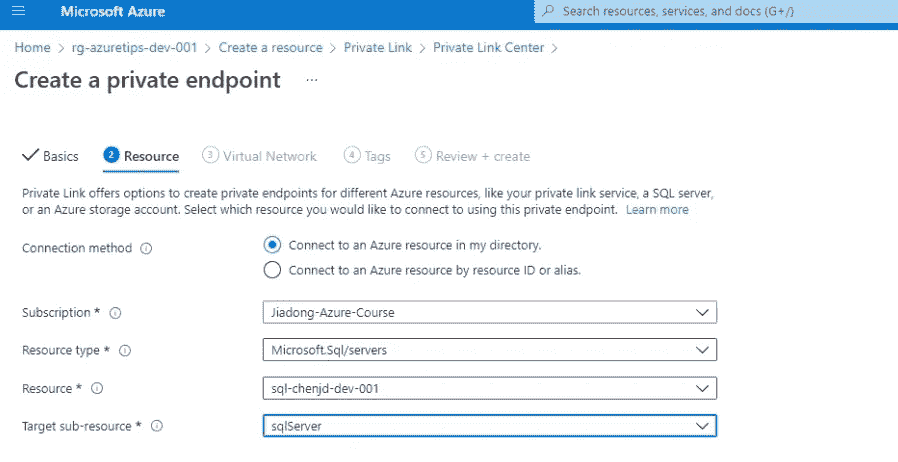 Microsoft Azure
Search resources, services, and docs (G+/)
Home > rg-azuretips-dev-001 > Create a resource > Private Link > Private Link Center >
Create a private endpoint ...
Basics 2 Resource 3 Virtual Network 4 Tags 5 Review + create
Private Link offers options to create private endpoints for different Azure resources, like your private link service, a SQL server,
or an Azure storage account. Select which resource you would like to connect to using this private endpoint. Learn more
Connection method
Connect to an Azure resource in my directory.
Connect to an Azure resource by resource ID or alias.
Subscription * Jiadong-Azure-Course
Resource type * Microsoft.Sql/servers
Resource * sql-chenjd-dev-001
Target sub-resource * sqlServer